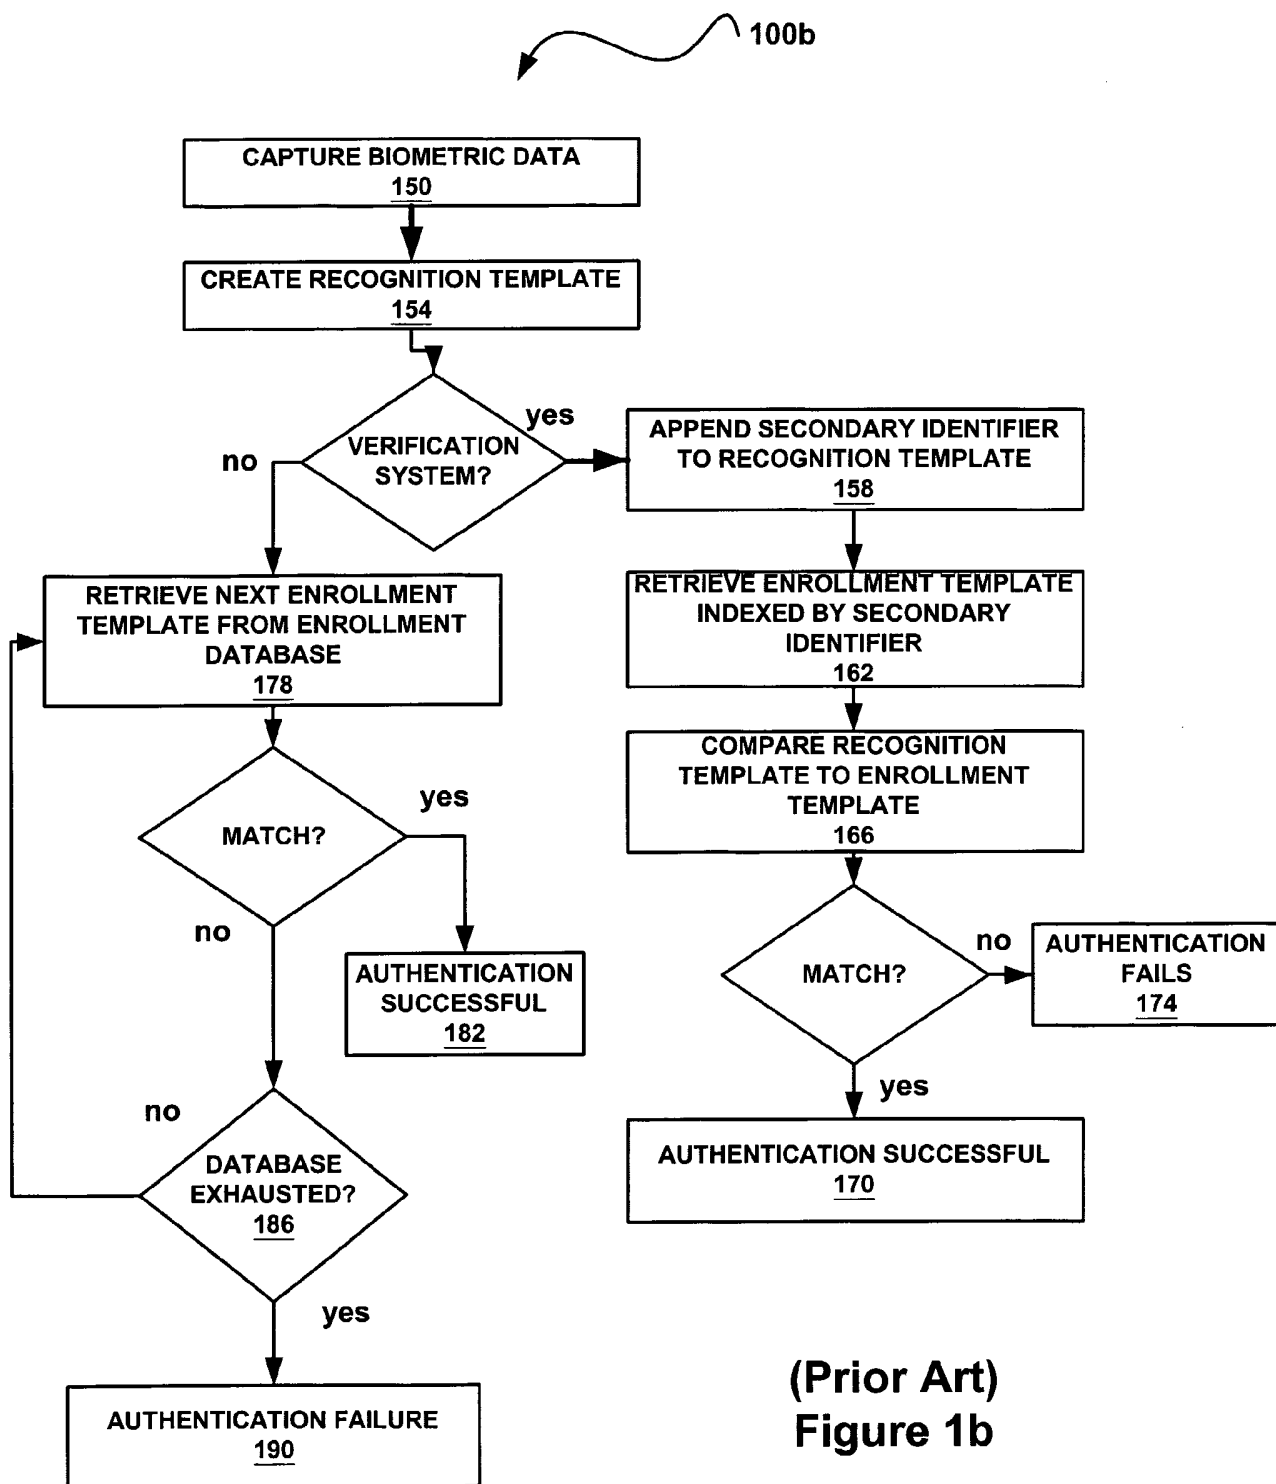 100b
CAPTURE BIOMETRIC DATA
150
CREATE RECOGNITION TEMPLATE
154
VERIFICATION
SYSTEM?
yes
no
APPEND SECONDARY IDENTIFIER
TO RECOGNITION TEMPLATE
158
RETRIEVE ENROLLMENT TEMPLATE
INDEXED BY SECONDARY
IDENTIFIER
162
COMPARE RECOGNITION
TEMPLATE TO ENROLLMENT
TEMPLATE
166
MATCH?
no
AUTHENTICATION
FAILS
174
yes
AUTHENTICATION SUCCESSFUL
170
RETRIEVE NEXT ENROLLMENT
TEMPLATE FROM ENROLLMENT
DATABASE
178
MATCH?
yes
AUTHENTICATION
SUCCESSFUL
182
no
DATABASE
EXHAUSTED?
186
no
yes
AUTHENTICATION FAILURE
190
(Prior Art)
Figure 1b